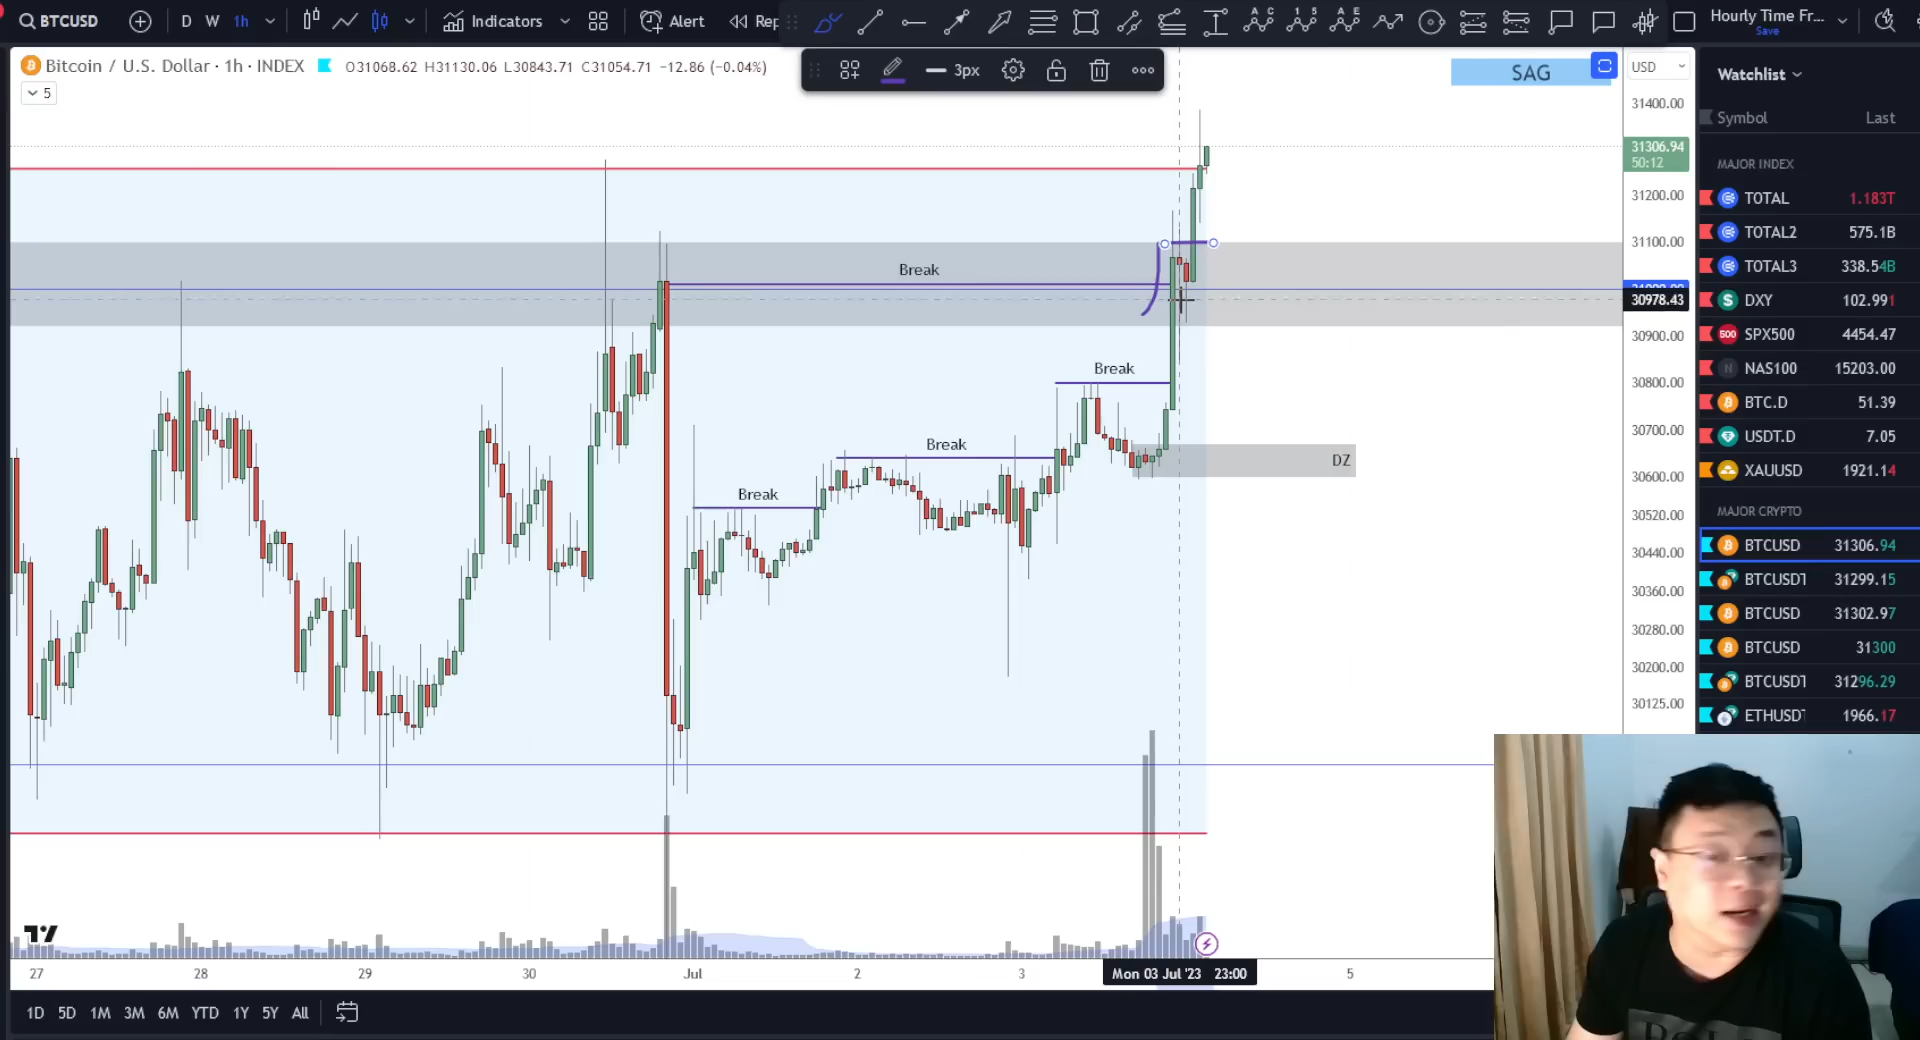 BTCUSD D W 1h Indicators Alert Rep Hourly Time Fr...
Save
Bitcoin / U.S. Dollar · 1h · INDEX O31068.62 H31130.06 L30843.71 C31054.71 −12.86 (−0.04%)
3px
5
SAG
USD
31400.00
31306.94
50:12
31200.00
31100.00
30978.43
30900.00
30800.00
30700.00
30600.00
30520.00
30440.00
30360.00
30280.00
30200.00
30125.00
Break
Break
Break
Break
DZ
27 28 29 30 Jul 2 3 5
Mon 03 Jul '23 23:00
1D 5D 1M 3M 6M YTD 1Y 5Y All
Watchlist
Symbol Last
MAJOR INDEX
TOTAL 1.183T
TOTAL2 575.1B
TOTAL3 338.54B
DXY 102.991
SPX500 4454.47
NAS100 15203.00
BTC.D 51.39
USDT.D 7.05
XAUUSD 1921.14
MAJOR CRYPTO
BTCUSD 31306.94
BTCUSDT 31299.15
BTCUSD 31302.97
BTCUSD 31300
BTCUSDT 31296.29
ETHUSDT 1966.17